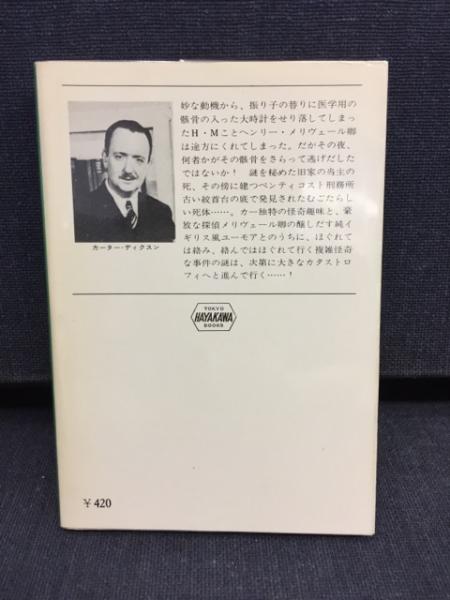 妙な動機から、振り子の替りに医学用の
骸骨の入った大時計をせり落してしまっ
たH・Mことヘンリー・メリヴェール卿
は途方にくれてしまった。だがその夜、
何者かがその骸骨をさらって逃げだした
ではないか！ 謎を秘めた旧家の当主の
死、その傍に建つペンティコスト刑務所
古い絞首台の底で発見されたむごたらし
い死体……。カー独特の怪奇趣味と、豪
放な探偵メリヴェール卿の醸しだす純イ
ギリス風ユーモアとのうちに、ほぐれて
は絡み、絡んではほぐれて行く複雑怪奇
な事件の謎は、次第に大きなカタストロ
フィへと進んで行く……！
カーター・ディクスン
TOKYO
HAYAKAWA
BOOKS
￥420